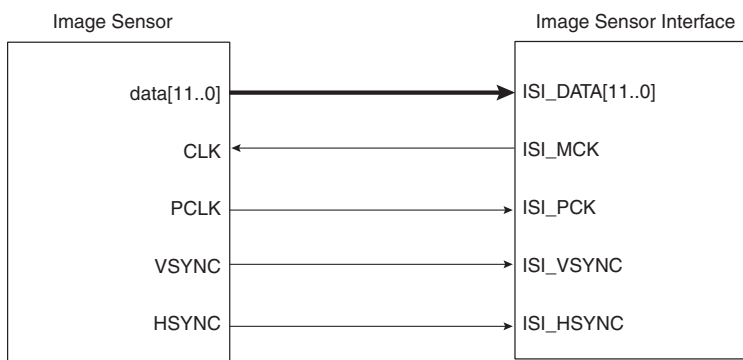 Image Sensor
Image Sensor Interface
data[11..0]
ISI_DATA[11..0]
CLK
ISI_MCK
PCLK
ISI_PCK
VSYNC
ISI_VSYNC
HSYNC
ISI_HSYNC